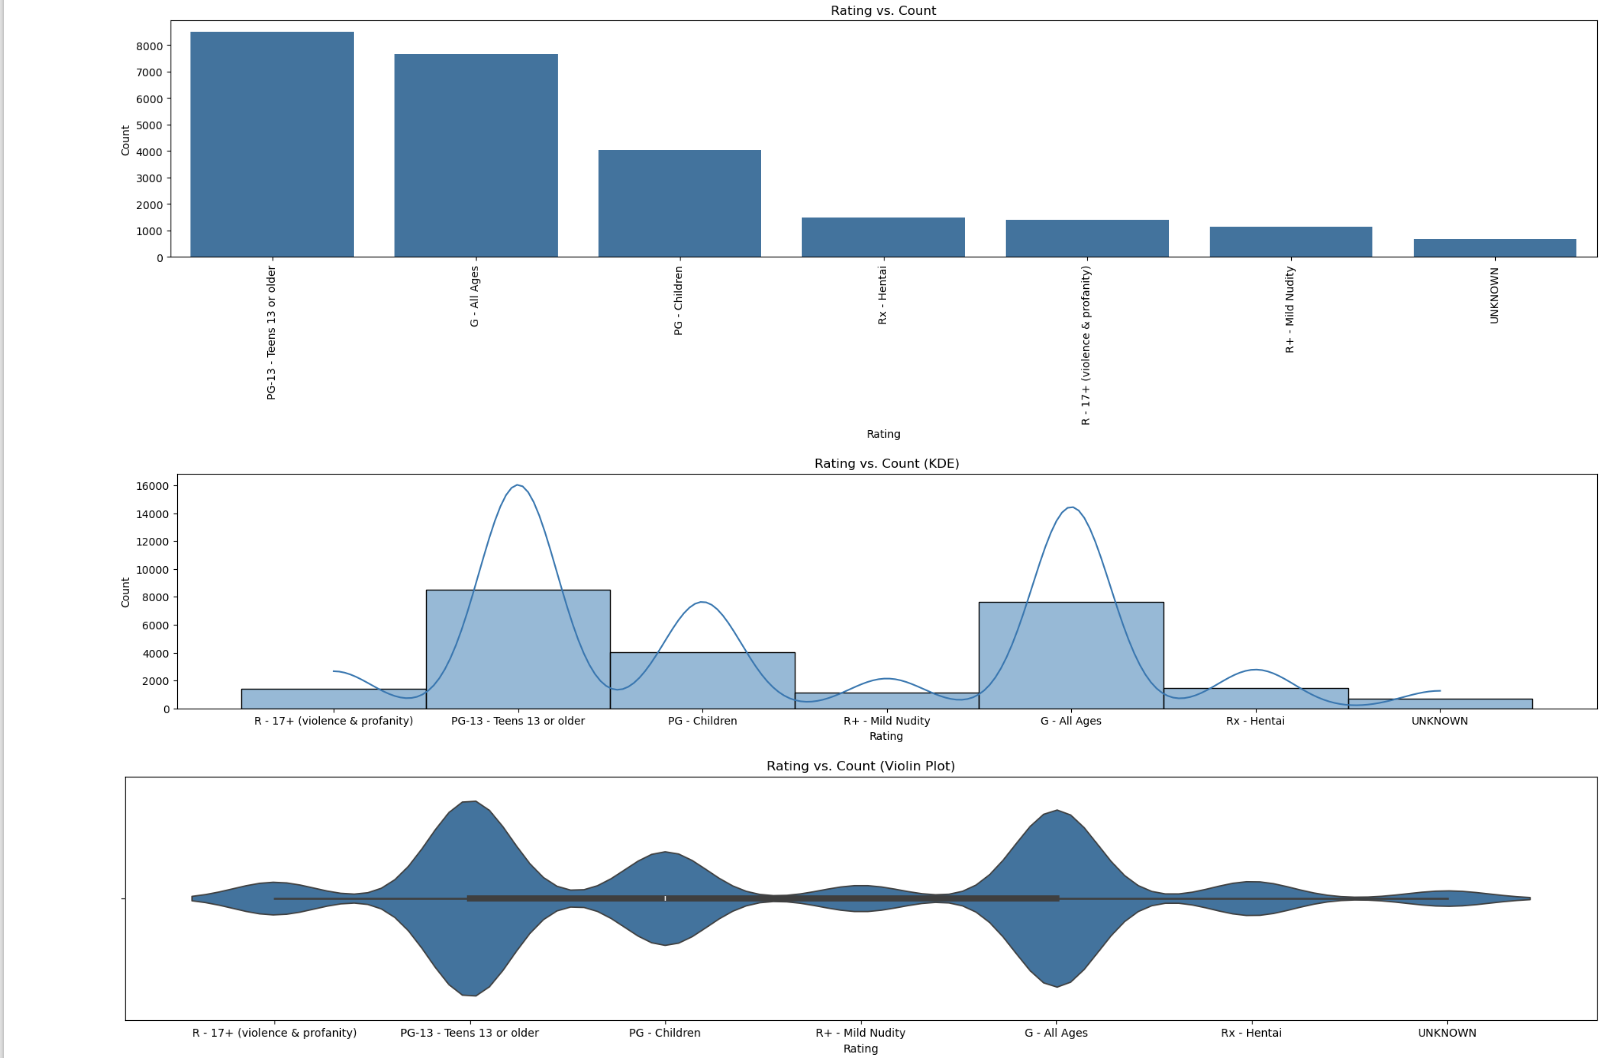 Rating vs. Count
8000
7000
6000
5000
4000
3000
2000
1000
0
Count
PG-13 - Teens 13 or older
G - All Ages
PG - Children
Rx - Hentai
R - 17+ (violence & profanity)
R+ - Mild Nudity
UNKNOWN
Rating
Rating vs. Count (KDE)
16000
14000
12000
10000
8000
6000
4000
2000
0
Count
R - 17+ (violence & profanity)
PG-13 - Teens 13 or older
PG - Children
R+ - Mild Nudity
G - All Ages
Rx - Hentai
UNKNOWN
Rating
Rating vs. Count (Violin Plot)
R - 17+ (violence & profanity)
PG-13 - Teens 13 or older
PG - Children
R+ - Mild Nudity
G - All Ages
Rx - Hentai
UNKNOWN
Rating